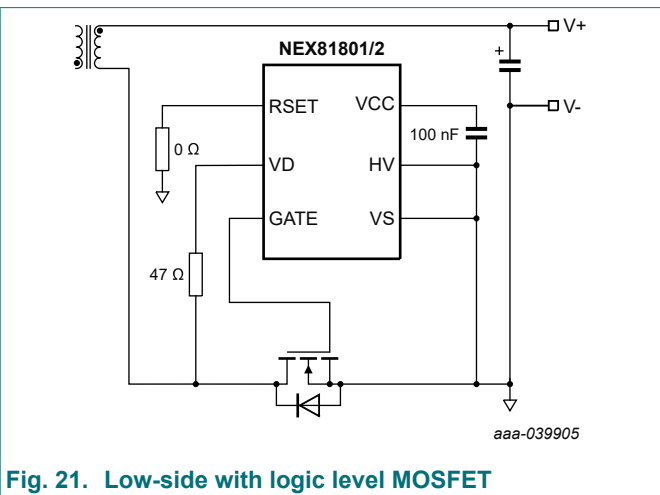 V+
NEX81801/2
+
RSET
VCC
V-
100 nF
0 Ω
VD
HV
GATE
VS
47 Ω
aaa-039905
Fig. 21. Low-side with logic level MOSFET